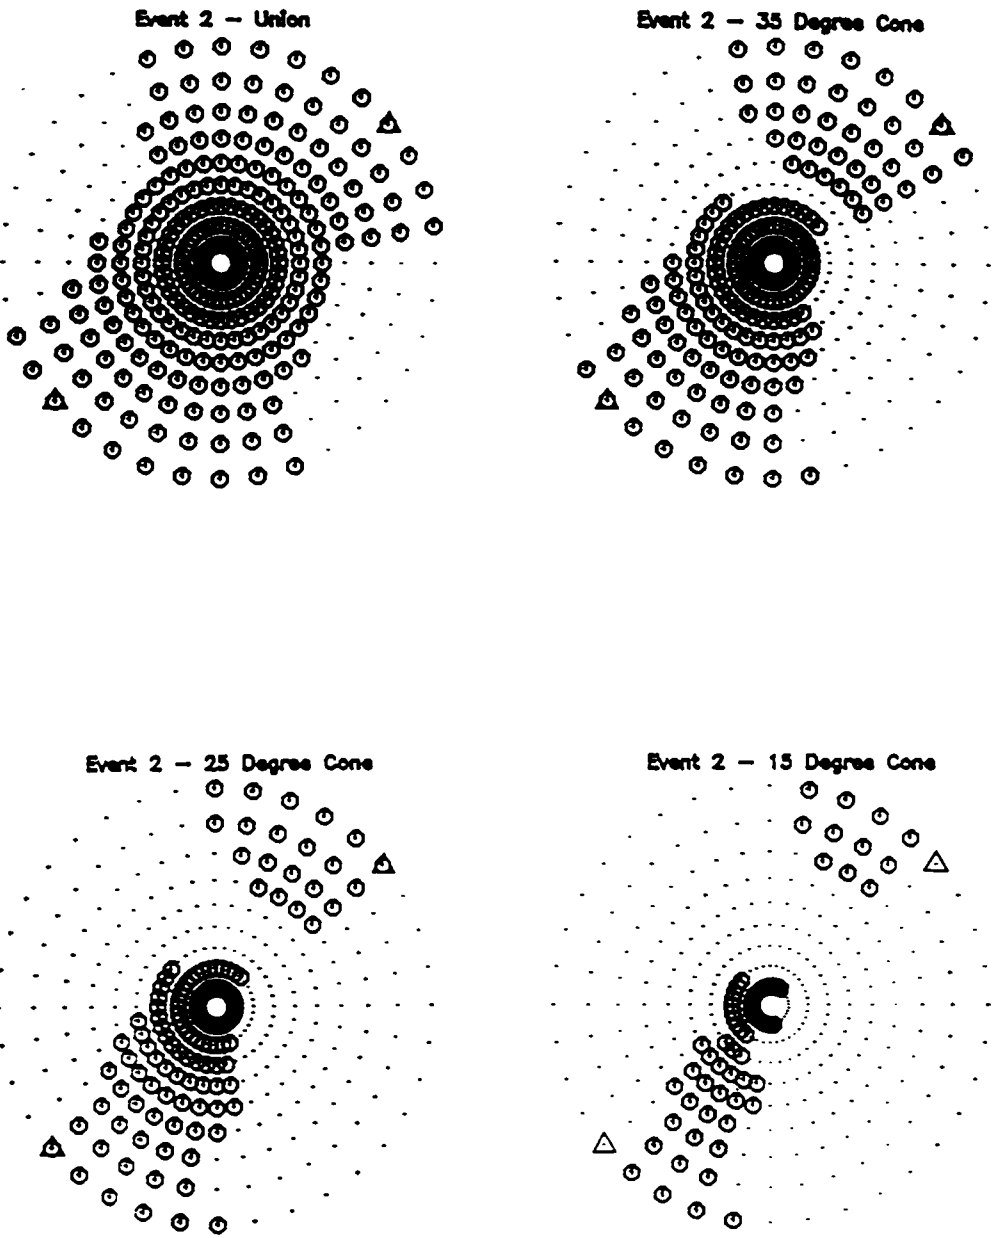 Event 2 - Union
Event 2 - 35 Degree Cone
Event 2 - 25 Degree Cone
Event 2 - 15 Degree Cone